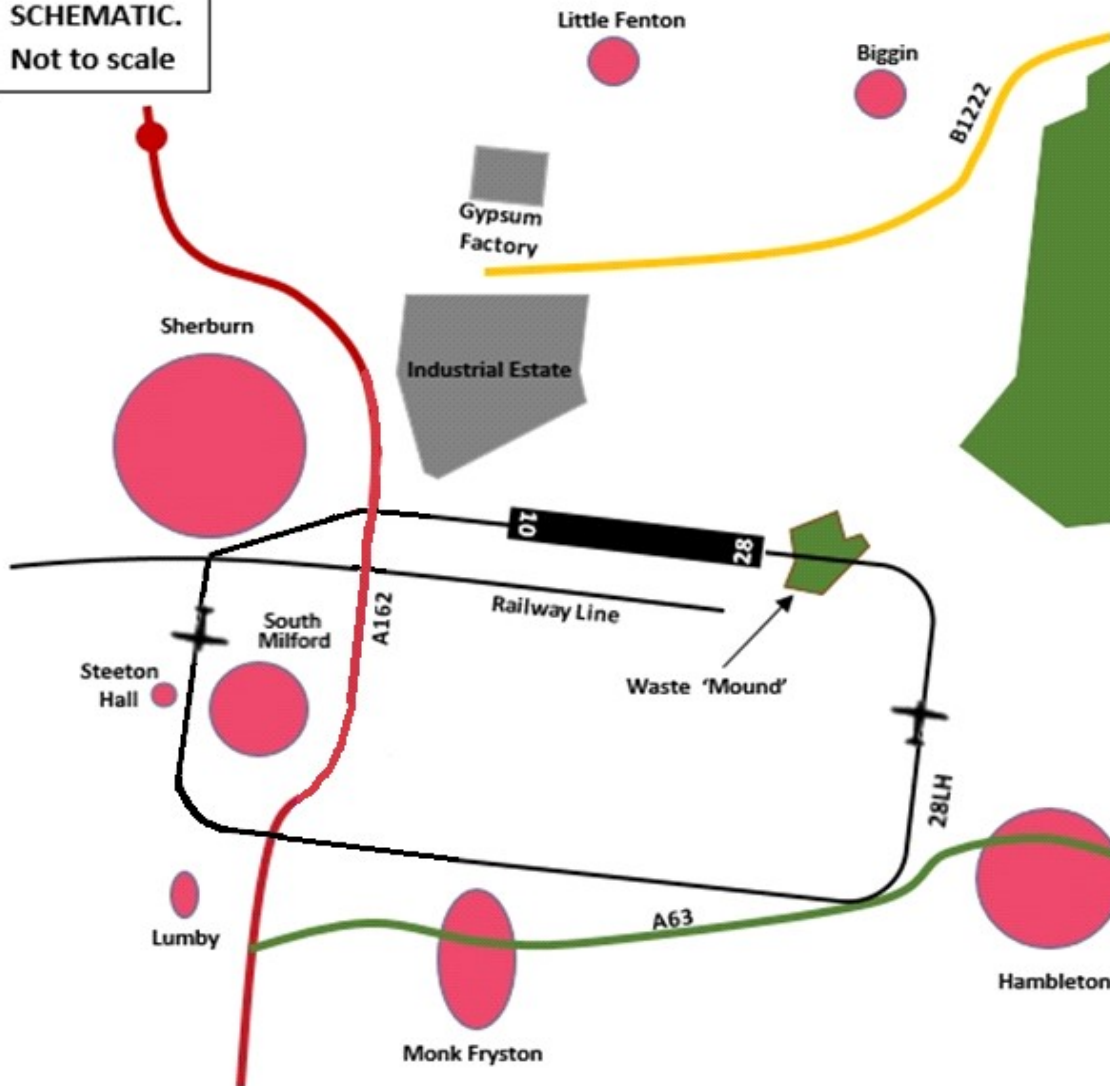 SCHEMATIC.
Not to scale
Little Fenton
Biggin
B1222
Gypsum
Factory
Sherburn
Industrial Estate
10
28
Railway Line
A162
South
Milford
Steeton
Hall
Waste ‘Mound’
28LH
Lumby
A63
Hambleton
Monk Fryston